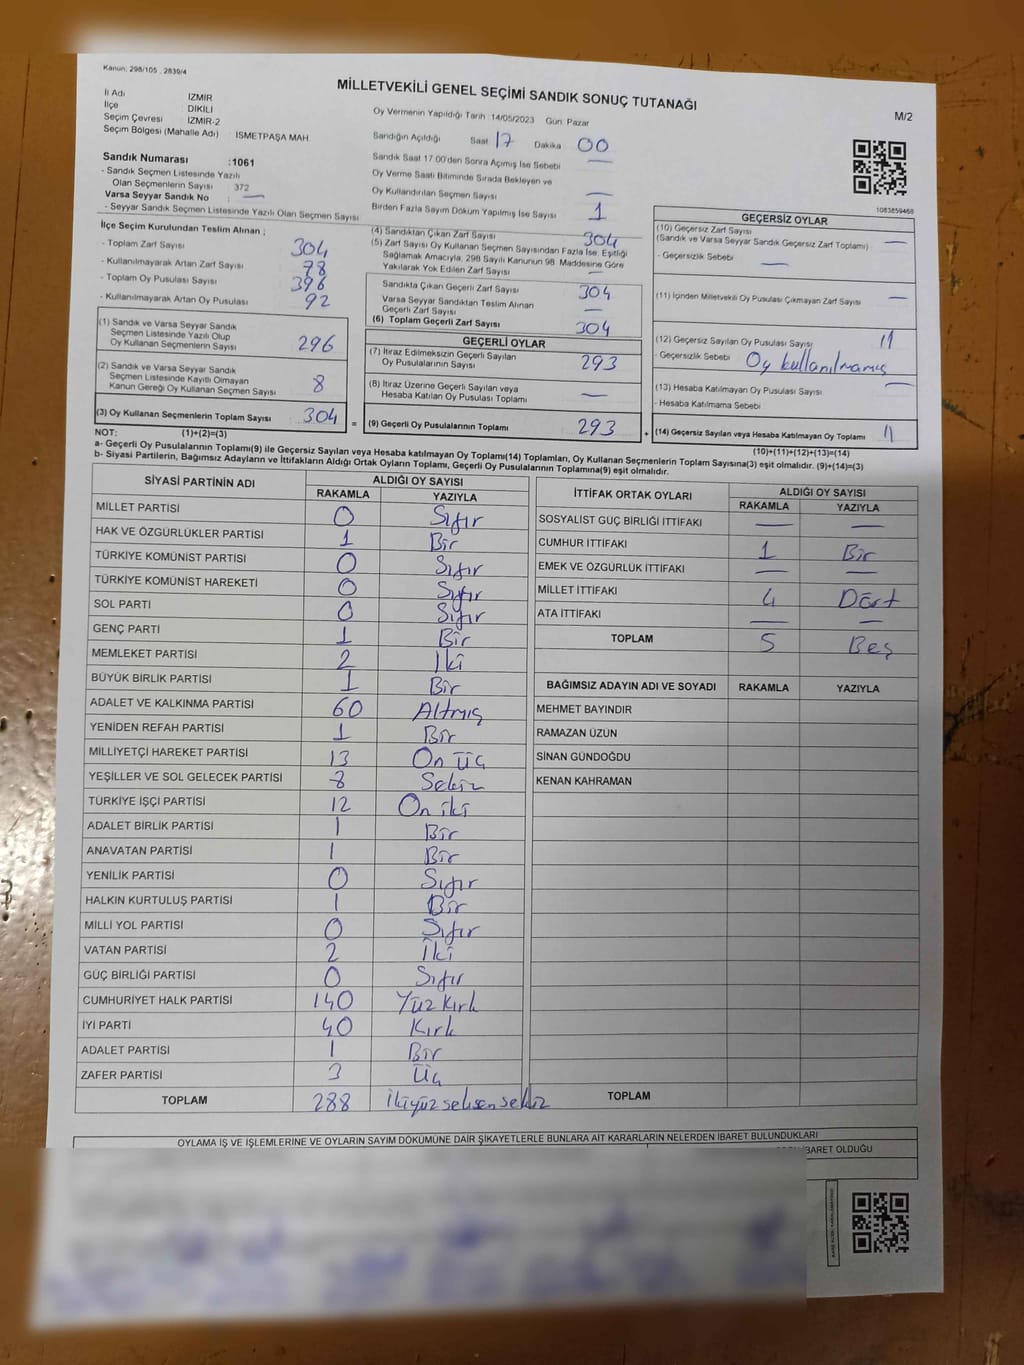 Kanun: 298/105 , 2839/4
MİLLETVEKİLİ GENEL SEÇİMİ SANDIK SONUÇ TUTANAĞI
M/2
İl Adı İZMİR
İlçe DİKİLİ
Seçim Çevresi İZMİR-2
Seçim Bölgesi (Mahalle Adı) : İSMETPAŞA MAH.
Oy Vermenin Yapıldığı Tarih :14/05/2023 Gün: Pazar
Sandığın Açıldığı Saat 17 Dakika 00
Sandık Saat 17.00'den Sonra Açılmış İse Sebebi —
Oy Verme Saati Bitiminde Sırada Bekleyen ve
Oy Kullandırılan Seçmen Sayısı —
Birden Fazla Sayım Döküm Yapılmış İse Sayısı 1
Sandık Numarası :1061
- Sandık Seçmen Listesinde Yazılı
Olan Seçmenlerin Sayısı 372
Varsa Seyyar Sandık No : —
- Seyyar Sandık Seçmen Listesinde Yazılı Olan Seçmen Sayısı
1083859468
İlçe Seçim Kurulundan Teslim Alınan ;
- Toplam Zarf Sayısı 304
- Kullanılmayarak Artan Zarf Sayısı 78
- Toplam Oy Pusulası Sayısı 396
- Kullanılmayarak Artan Oy Pusulası 92
(1) Sandık ve Varsa Seyyar Sandık
Seçmen Listesinde Yazılı Olup
Oy Kullanan Seçmenlerin Sayısı 296
(2) Sandık ve Varsa Seyyar Sandık
Seçmen Listesinde Kayıtlı Olmayan
Kanun Gereği Oy Kullanan Seçmen Sayısı 8
(3) Oy Kullanan Seçmenlerin Toplam Sayısı 304
(4) Sandıktan Çıkan Zarf Sayısı 304
(5) Zarf Sayısı Oy Kullanan Seçmen Sayısından Fazla İse, Eşitliği
Sağlamak Amacıyla, 298 Sayılı Kanunun 98. Maddesine Göre
Yakılarak Yok Edilen Zarf Sayısı —
Sandıkta Çıkan Geçerli Zarf Sayısı 304
Varsa Seyyar Sandıktan Teslim Alınan
Geçerli Zarf Sayısı —
(6) Toplam Geçerli Zarf Sayısı 304
GEÇERLİ OYLAR
(7) İtiraz Edilmeksizin Geçerli Sayılan
Oy Pusulalarının Sayısı 293
(8) İtiraz Üzerine Geçerli Sayılan veya
Hesaba Katılan Oy Pusulası Toplamı —
= (9) Geçerli Oy Pusulalarının Toplamı 293 +
GEÇERSİZ OYLAR
(10) Geçersiz Zarf Sayısı
(Sandık ve Varsa Seyyar Sandık Geçersiz Zarf Toplamı) —
- Geçersizlik Sebebi: —
(11) İçinden Milletvekili Oy Pusulası Çıkmayan Zarf Sayısı —
(12) Geçersiz Sayılan Oy Pusulası Sayısı 11
- Geçersizlik Sebebi Oy kullanılmamış
(13) Hesaba Katılmayan Oy Pusulası Sayısı —
- Hesaba Katılmama Sebebi
(14) Geçersiz Sayılan veya Hesaba Katılmayan Oy Toplamı 11
NOT: (1)+(2)=(3) (10)+(11)+(12)+(13)=(14)
a- Geçerli Oy Pusulalarının Toplamı(9) ile Geçersiz Sayılan veya Hesaba katılmayan Oy Toplamı(14) Toplamları, Oy Kullanan Seçmenlerin Toplam Sayısına(3) eşit olmalıdır. (9)+(14)=(3)
b- Siyasi Partilerin, Bağımsız Adayların ve İttifakların Aldığı Ortak Oyların Toplamı, Geçerli Oy Pusulalarının Toplamına(9) eşit olmalıdır.
SİYASİ PARTİNİN ADI ALDIĞI OY SAYISI
RAKAMLA YAZIYLA
MİLLET PARTİSİ 0 Sıfır
HAK VE ÖZGÜRLÜKLER PARTİSİ 1 Bir
TÜRKİYE KOMÜNİST PARTİSİ 0 Sıfır
TÜRKİYE KOMÜNİST HAREKETİ 0 Sıfır
SOL PARTİ 0 Sıfır
GENÇ PARTİ 1 Bir
MEMLEKET PARTİSİ 2 İki
BÜYÜK BİRLİK PARTİSİ 1 Bir
ADALET VE KALKINMA PARTİSİ 60 Altmış
YENİDEN REFAH PARTİSİ 1 Bir
MİLLİYETÇİ HAREKET PARTİSİ 13 On üç
YEŞİLLER VE SOL GELECEK PARTİSİ 8 Sekiz
TÜRKİYE İŞÇİ PARTİSİ 12 On iki
ADALET BİRLİK PARTİSİ 1 Bir
ANAVATAN PARTİSİ 1 Bir
YENİLİK PARTİSİ 0 Sıfır
HALKIN KURTULUŞ PARTİSİ 1 Bir
MİLLİ YOL PARTİSİ 0 Sıfır
VATAN PARTİSİ 2 İki
GÜÇ BİRLİĞİ PARTİSİ 0 Sıfır
CUMHURİYET HALK PARTİSİ 140 Yüz Kırk
İYİ PARTİ 40 Kırk
ADALET PARTİSİ 1 Bir
ZAFER PARTİSİ 3 Üç
TOPLAM 288 İkiyüz seksen sekiz
İTTİFAK ORTAK OYLARI ALDIĞI OY SAYISI
RAKAMLA YAZIYLA
SOSYALİST GÜÇ BİRLİĞİ İTTİFAKI — —
CUMHUR İTTİFAKI 1 Bir
EMEK VE ÖZGÜRLÜK İTTİFAKI — —
MİLLET İTTİFAKI 4 Dört
ATA İTTİFAKI — —
TOPLAM 5 Beş
BAĞIMSIZ ADAYIN ADI VE SOYADI RAKAMLA YAZIYLA
MEHMET BAYINDIR
RAMAZAN ÜZÜN
SİNAN GÜNDOĞDU
KENAN KAHRAMAN
TOPLAM
OYLAMA İŞ VE İŞLEMLERİNE VE OYLARIN SAYIM DÖKÜMÜNE DAİR ŞİKAYETLERLE BUNLARA AİT KARARLARIN NELERDEN İBARET BULUNDUKLARI
İBARET OLDUĞU